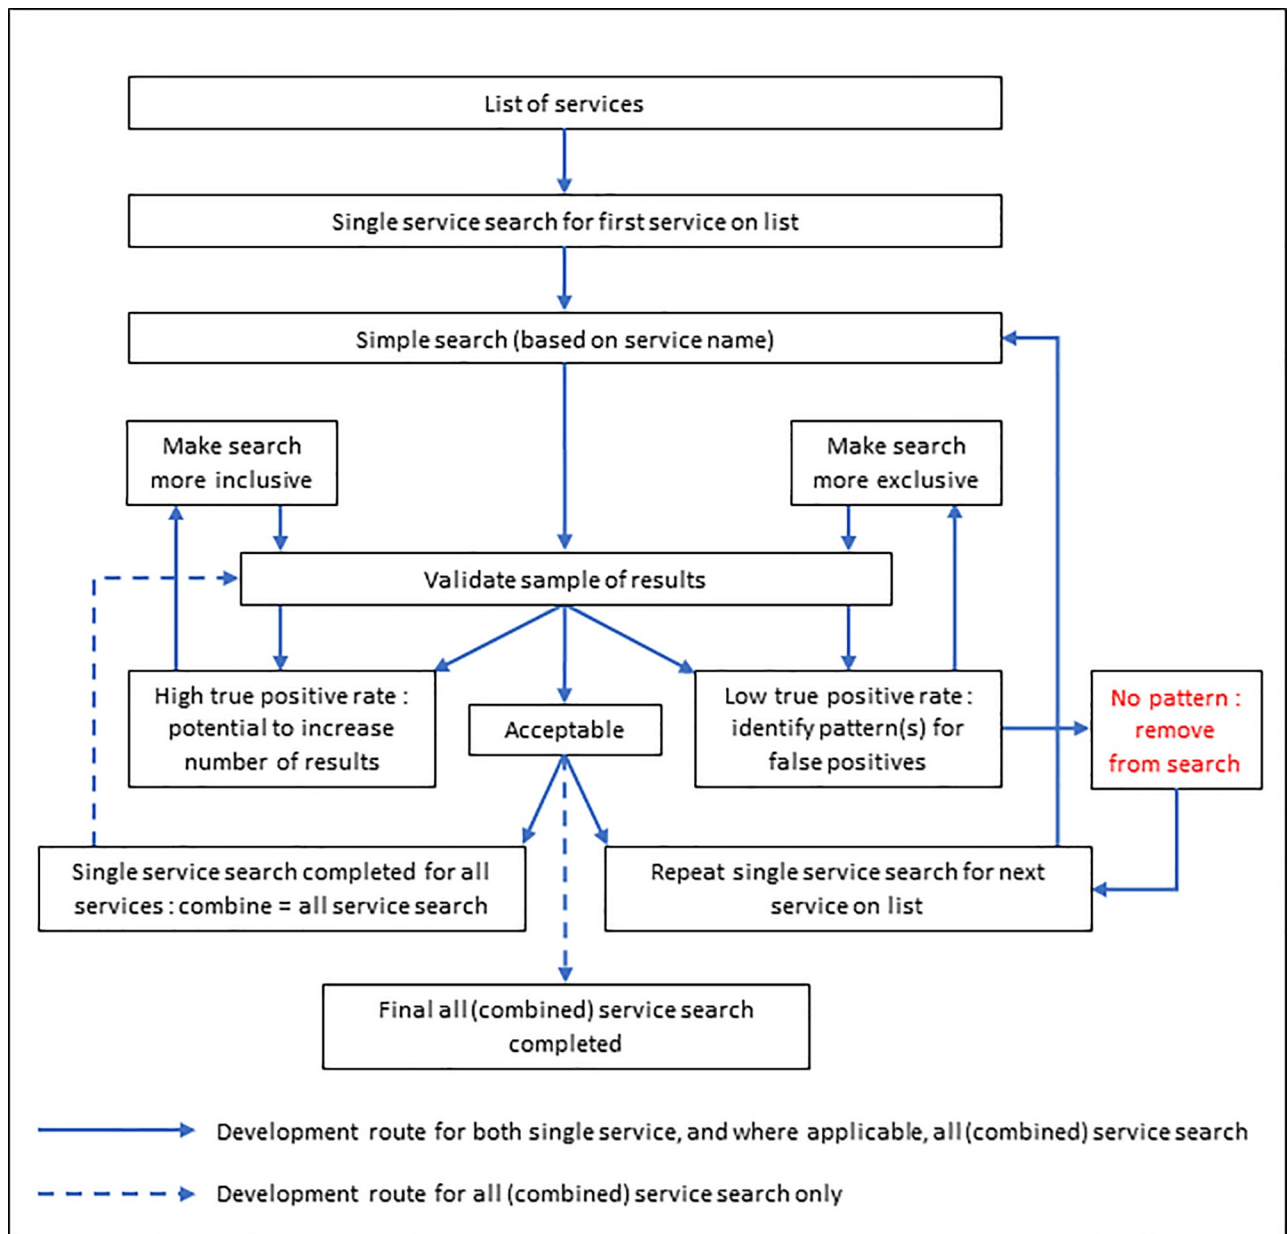 List of services
Single service search for first service on list
Simple search (based on service name)
Make search
more inclusive
Make search
more exclusive
Validate sample of results
High true positive rate :
potential to increase
number of results
Acceptable
Low true positive rate :
identify pattern(s) for
false positives
No pattern :
remove
from search
Single service search completed for all
services : combine = all service search
Repeat single service search for next
service on list
Final all (combined) service search
completed
Development route for both single service, and where applicable, all (combined) service search
Development route for all (combined) service search only